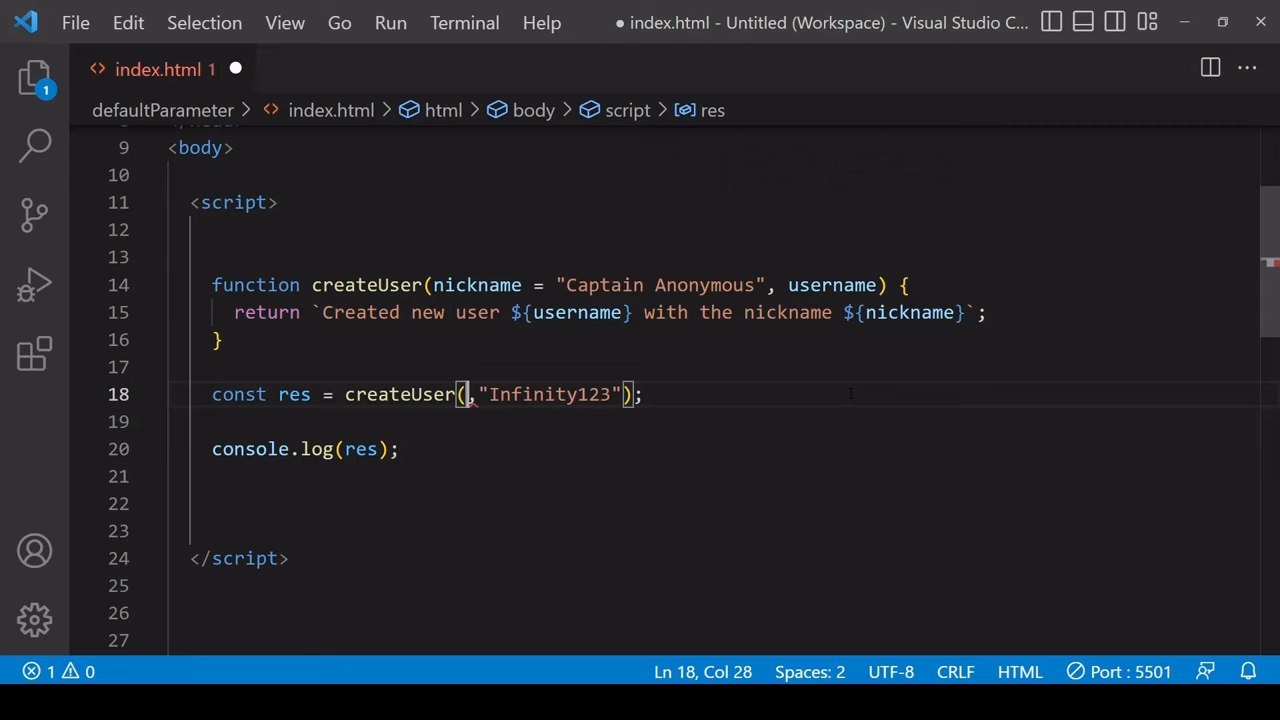 File Edit Selection View Go Run Terminal Help ● index.html - Untitled (Workspace) - Visual Studio C...
index.html 1
1
defaultParameter > index.html > html > body > script > res
9 <body>
10
11 <script>
12
13
14 function createUser(nickname = "Captain Anonymous", username) {
15 return `Created new user ${username} with the nickname ${nickname}`;
16 }
17
18 const res = createUser(,"Infinity123");
19
20 console.log(res);
21
22
23
24 </script>
25
26
27
1 0 Ln 18, Col 28 Spaces: 2 UTF-8 CRLF HTML Port : 5501